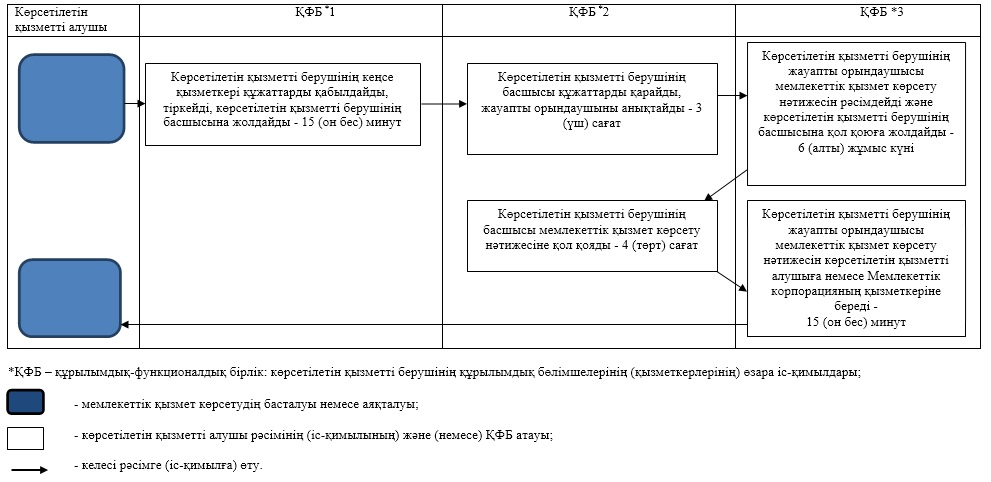 Көрсетілетін
қызметті алушы
ҚФБ *1
ҚФБ *2
ҚФБ *3
Көрсетілетін қызметті берушінің кеңсе
қызметкері құжаттарды қабылдайды,
тіркейді, көрсетілетін қызметті берушінің
басшысына жолдайды - 15 (он бес) минут
Көрсетілетін қызметті берушінің
басшысы құжаттарды қарайды,
жауапты орындаушыны анықтайды - 3
(үш) сағат
Көрсетілетін қызметті берушінің
жауапты орындаушысы
мемлекеттік қызмет көрсету
нәтижесін рәсімдейді және
көрсетілетін қызметті берушінің
басшысына қол қоюға жолдайды -
6 (алты) жұмыс күні
Көрсетілетін қызметті берушінің
басшысы мемлекеттік қызмет көрсету
нәтижесіне қол қояды - 4 (төрт) сағат
Көрсетілетін қызметті берушінің
жауапты орындаушысы
мемлекеттік қызмет көрсету
нәтижесін көрсетілетін қызметті
алушыға немесе Мемлекеттік
корпорацияның қызметкеріне
береді -
15 (он бес) минут
*ҚФБ – құрылымдық-функционалдық бірлік: көрсетілетін қызметті берушінің құрылымдық бөлімшелерінің (қызметкерлерінің) өзара іс-қимылдары;
- мемлекеттік қызмет көрсетудің басталуы немесе аяқталуы;
- көрсетілетін қызметті алушы рәсімінің (іс-қимылының) және (немесе) ҚФБ атауы;
- келесі рәсімге (іс-қимылға) өту.